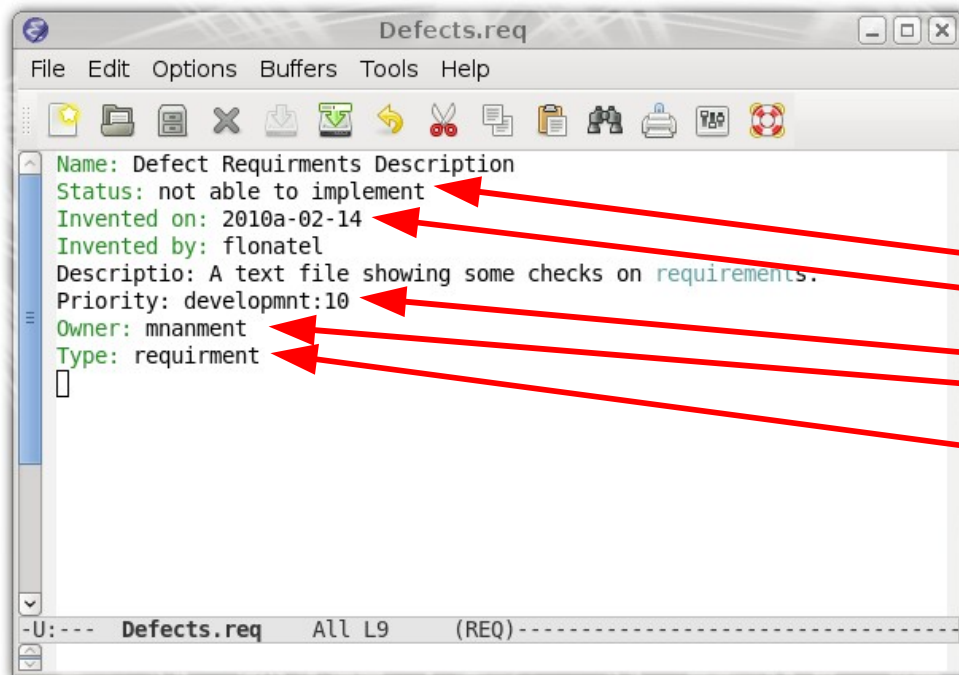 Defects.req
File Edit Options Buffers Tools Help
Name: Defect Requirments Description
Status: not able to implement
Invented on: 2010a-02-14
Invented by: flonatel
Descriptio: A text file showing some checks on requirements.
Priority: developmnt:10
Owner: mnanment
Type: requirment
-U:--- Defects.req All L9 (REQ)-----------------------------------